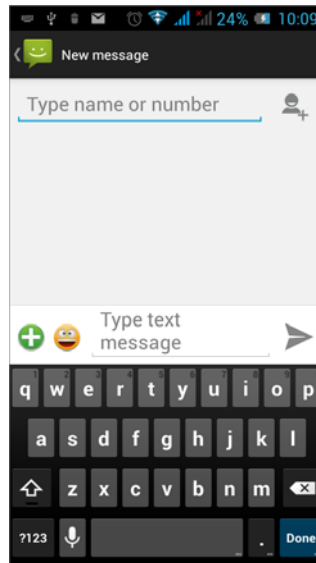 24% 10:09
New message
Type name or number
Type text
message
1 2 3 4 5 6 7 8 9
q w e r t y u i o p
a s d f g h j k l
z x c v b n m
?123 . Done